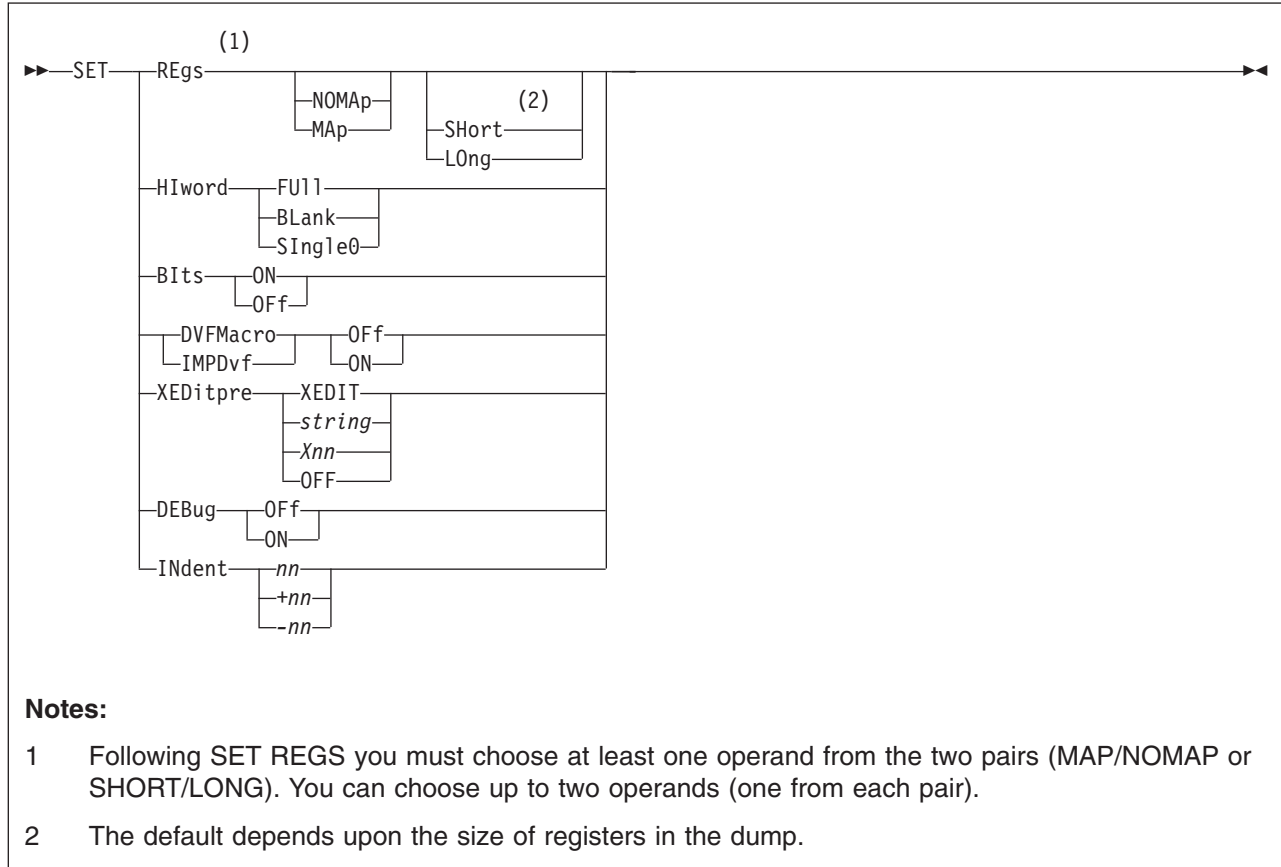 (1)
SET REgs
NOMAp (2)
MAp SHort
LOng
HIword FUll
BLank
SIngle0
BIts ON
OFf
DVFMacro OFf
IMPDvf ON
XEDitpre XEDIT
string
Xnn
OFF
DEBug OFf
ON
INdent nn
+nn
-nn
Notes:
1 Following SET REGS you must choose at least one operand from the two pairs (MAP/NOMAP or
SHORT/LONG). You can choose up to two operands (one from each pair).
2 The default depends upon the size of registers in the dump.